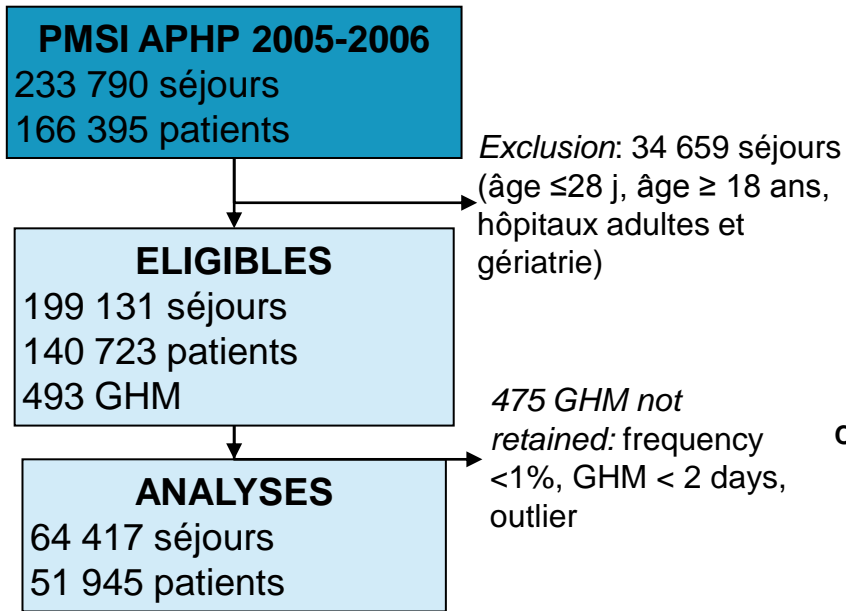 PMSI APHP 2005-2006
233 790 séjours
166 395 patients
Exclusion: 34 659 séjours
(âge ≤28 j, âge ≥ 18 ans,
hôpitaux adultes et
gériatrie)
ELIGIBLES
199 131 séjours
140 723 patients
493 GHM
475 GHM not
retained: frequency
<1%, GHM < 2 days,
outlier
ANALYSES
64 417 séjours
51 945 patients